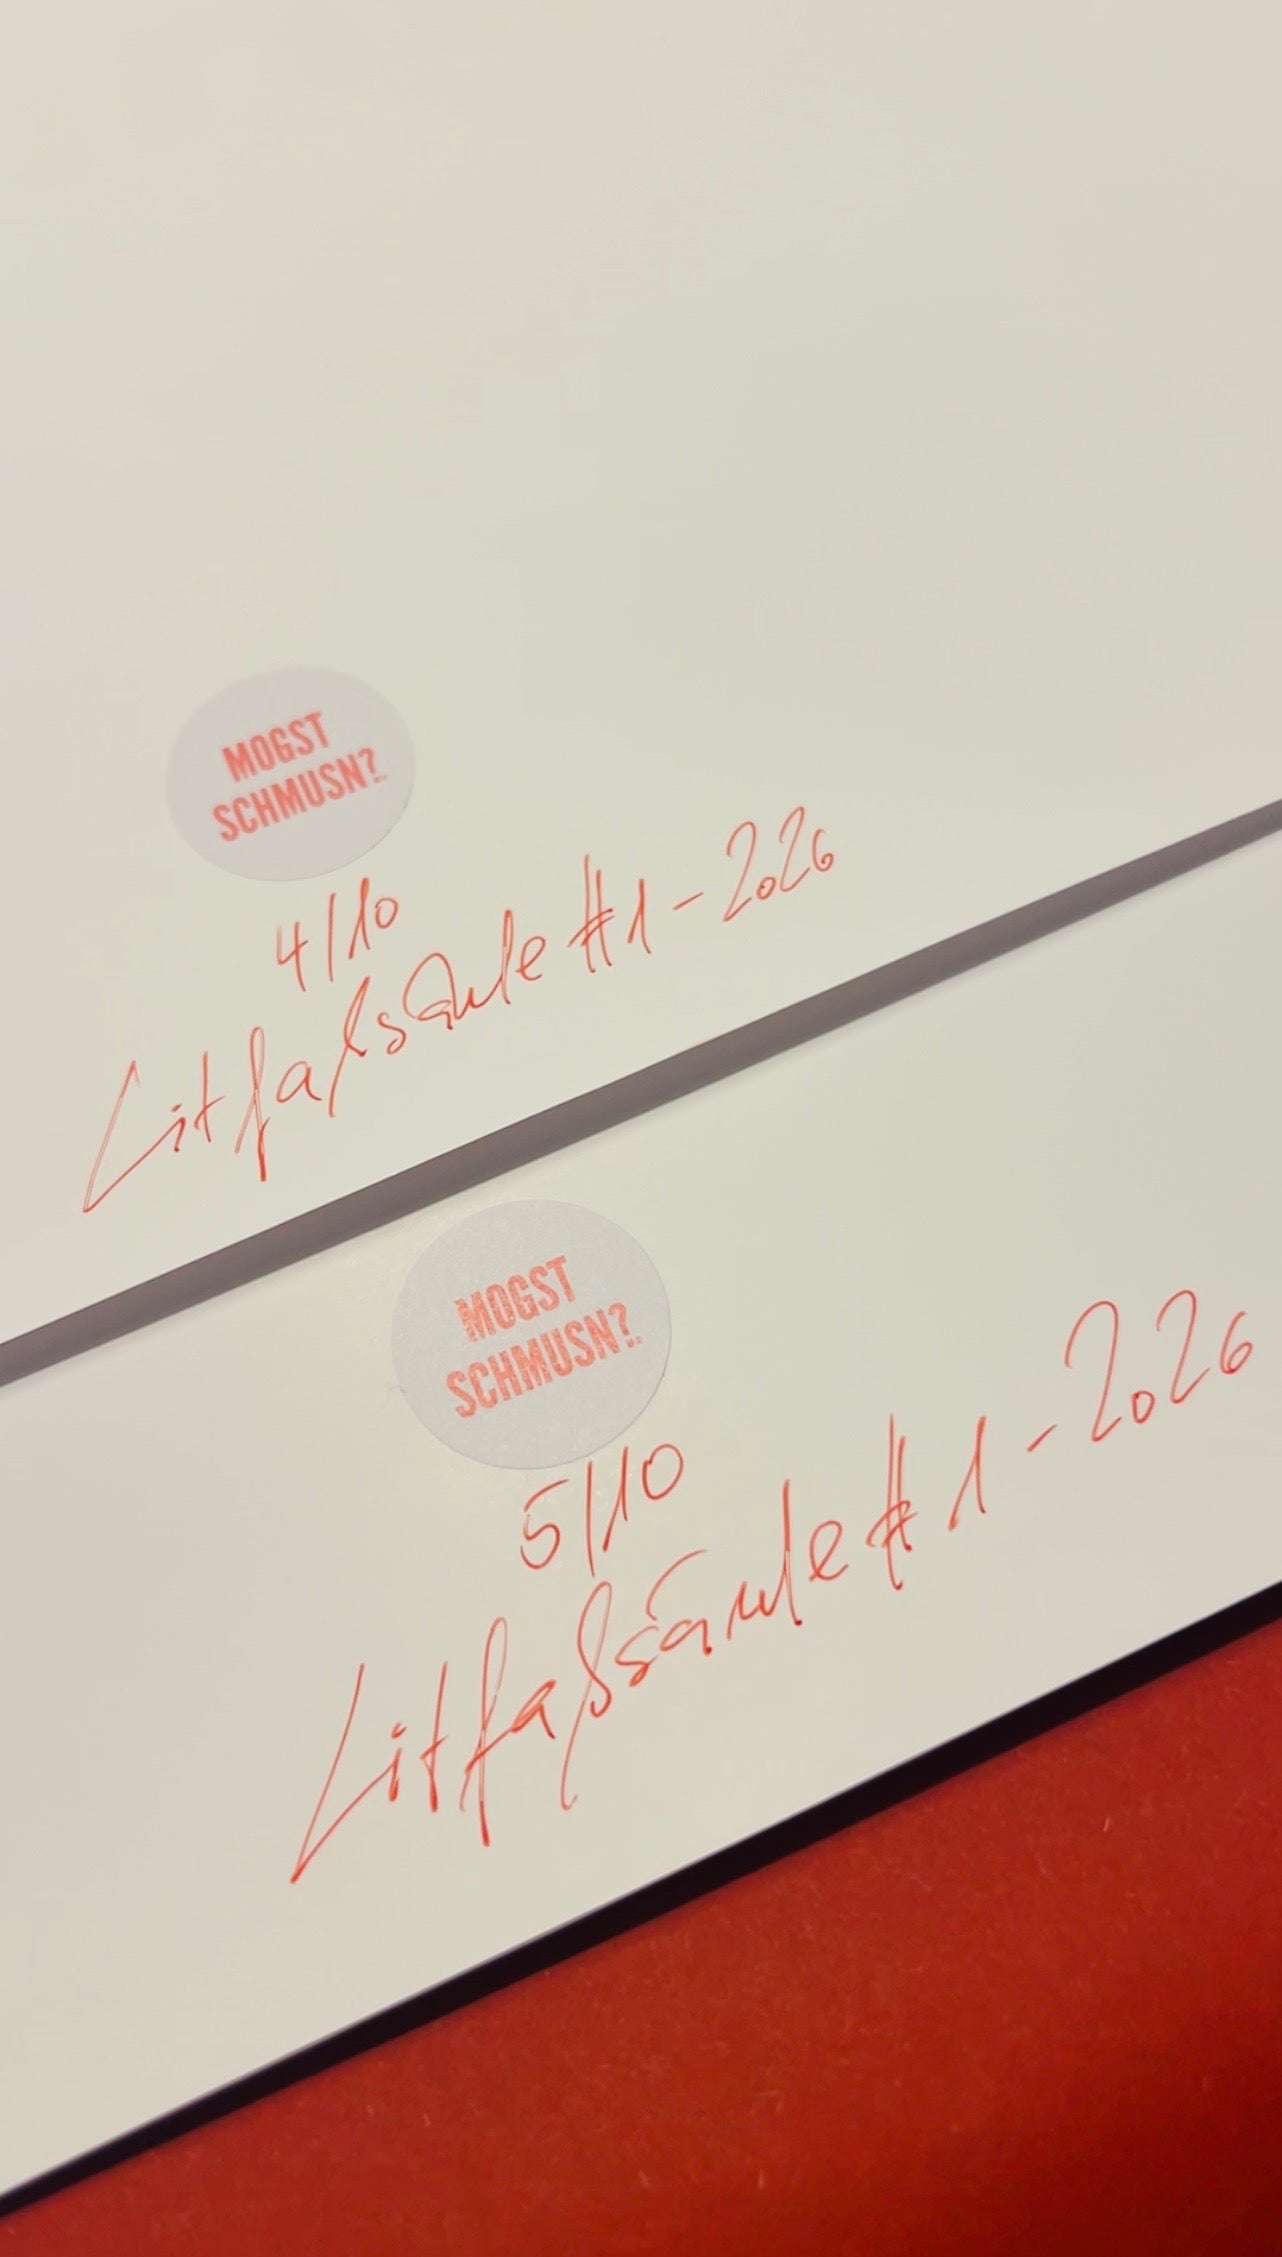 MOGST
SCHMUSN?
4/10
Litfaßsäule #1-2026
MOGST
SCHMUSN?
5/10
Litfaßsäule #1-2026